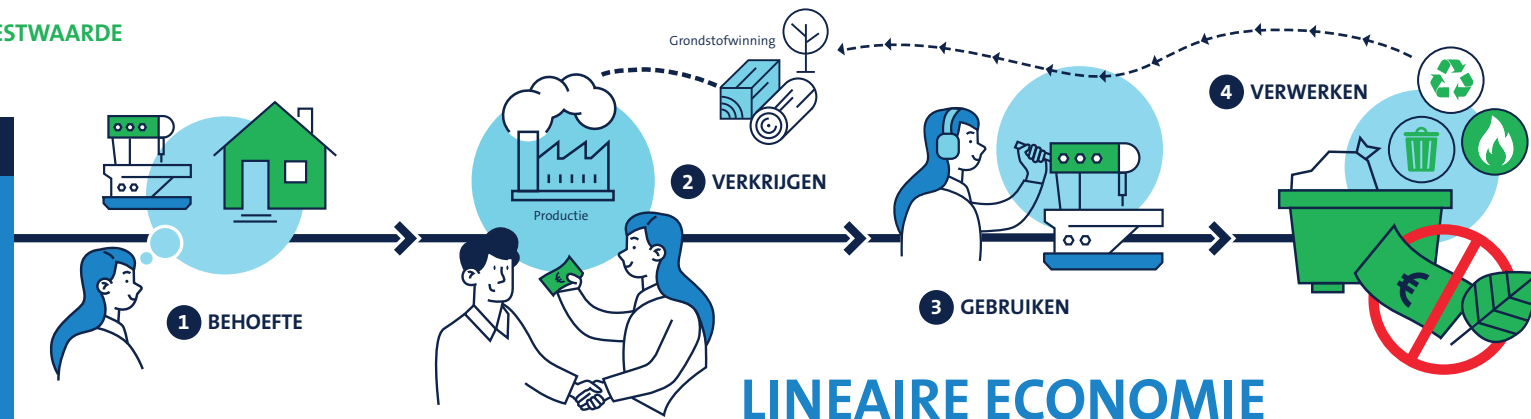 ESTWAARDE
Grondstofwinning
4 VERWERKEN
2 VERKRIJGEN
Productie
€
3 GEBRUIKEN
€
1 BEHOEFTE
LINEAIRE ECONOMIE